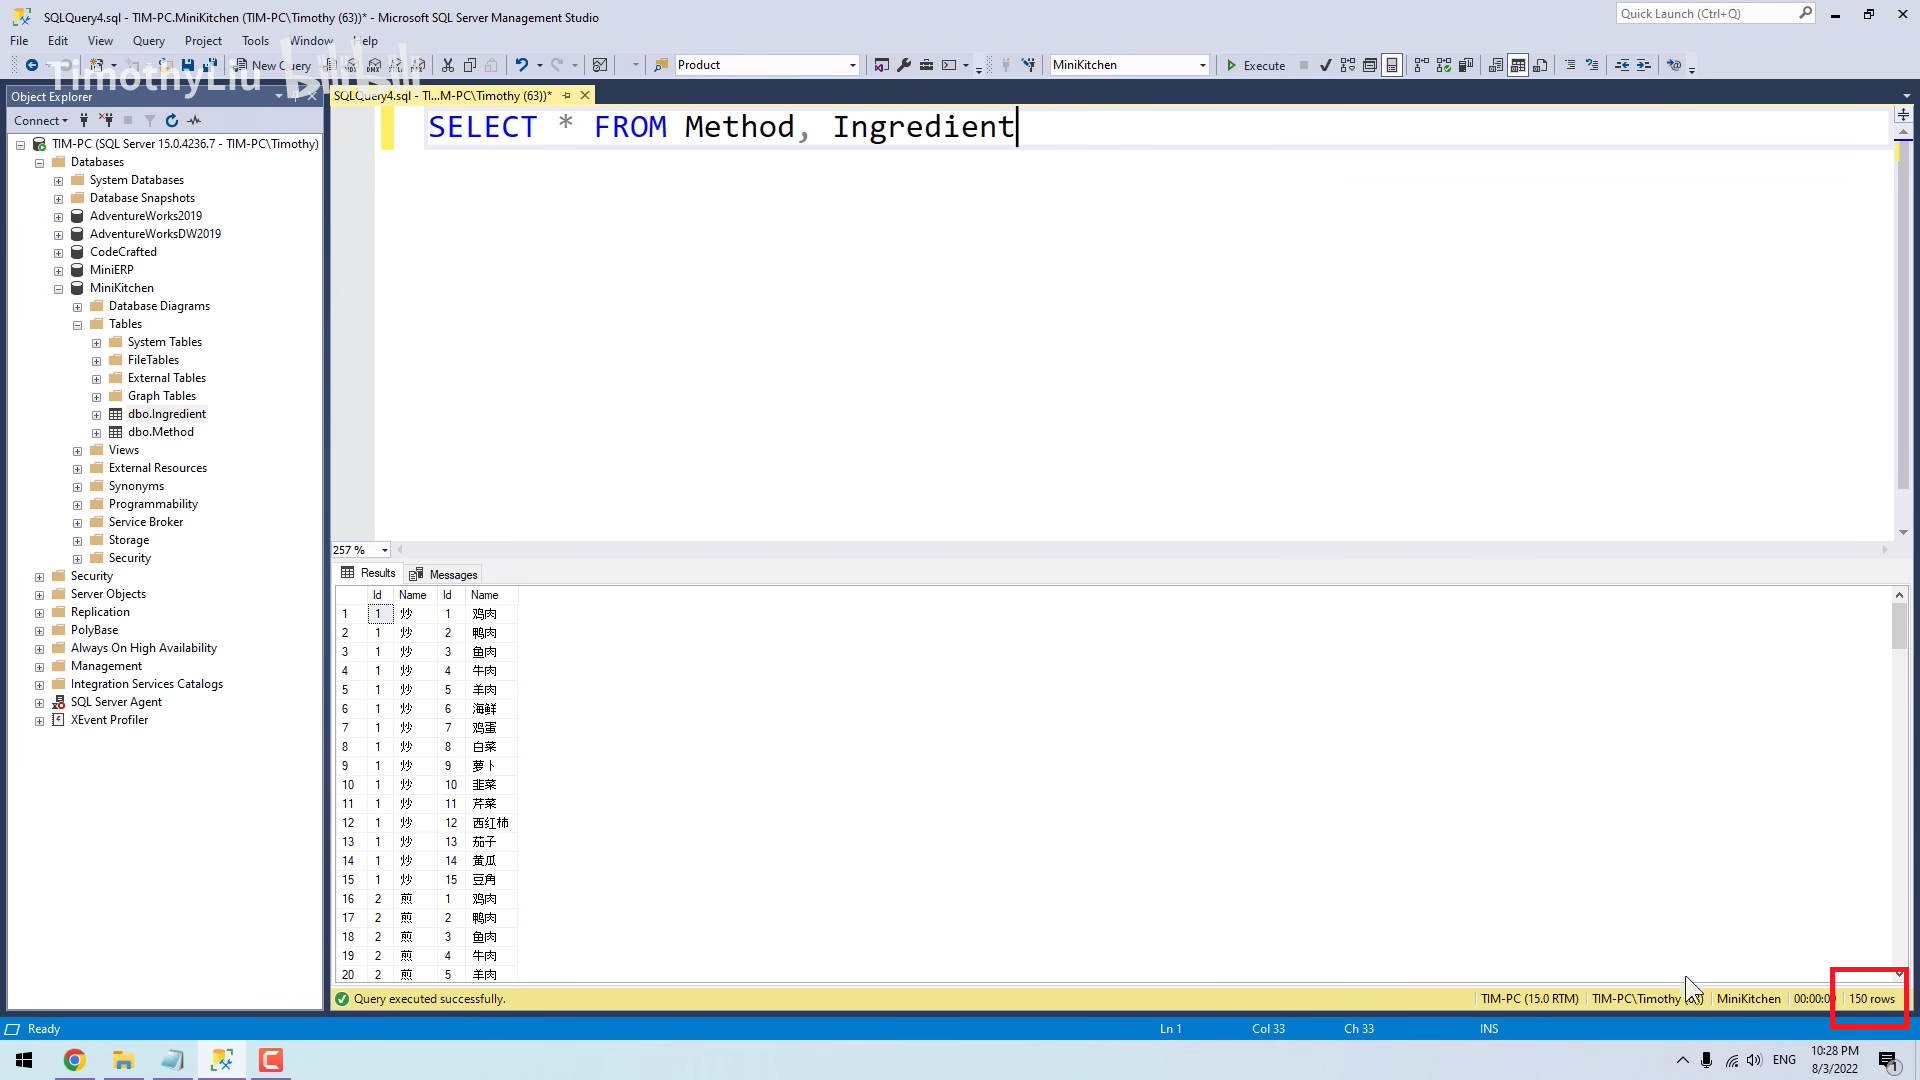 SQLQuery4.sql - TIM-PC.MiniKitchen (TIM-PC\Timothy (63))* - Microsoft SQL Server Management Studio
Quick Launch (Ctrl+Q)
File Edit View Query Project Tools Window Help
New Query
Product
MiniKitchen
Execute
TimothyLiu bilibili
Object Explorer
SQLQuery4.sql - TI...M-PC\Timothy (63))*
Connect
SELECT * FROM Method, Ingredient
TIM-PC (SQL Server 15.0.4236.7 - TIM-PC\Timothy)
Databases
System Databases
Database Snapshots
AdventureWorks2019
AdventureWorksDW2019
CodeCrafted
MiniERP
MiniKitchen
Database Diagrams
Tables
System Tables
FileTables
External Tables
Graph Tables
dbo.Ingredient
dbo.Method
Views
External Resources
Synonyms
Programmability
Service Broker
Storage
Security
Security
Server Objects
Replication
PolyBase
Always On High Availability
Management
Integration Services Catalogs
SQL Server Agent
XEvent Profiler
257 %
Results Messages
Id Name Id Name
1 1 炒 1 鸡肉
2 1 炒 2 鸭肉
3 1 炒 3 鱼肉
4 1 炒 4 牛肉
5 1 炒 5 羊肉
6 1 炒 6 海鲜
7 1 炒 7 鸡蛋
8 1 炒 8 白菜
9 1 炒 9 萝卜
10 1 炒 10 韭菜
11 1 炒 11 芹菜
12 1 炒 12 西红柿
13 1 炒 13 茄子
14 1 炒 14 黄瓜
15 1 炒 15 豆角
16 2 煎 1 鸡肉
17 2 煎 2 鸭肉
18 2 煎 3 鱼肉
19 2 煎 4 牛肉
20 2 煎 5 羊肉
Query executed successfully.
TIM-PC (15.0 RTM) TIM-PC\Timothy MiniKitchen 00:00:0 150 rows
Ready
Ln 1 Col 33 Ch 33 INS
ENG
10:28 PM
8/3/2022
1